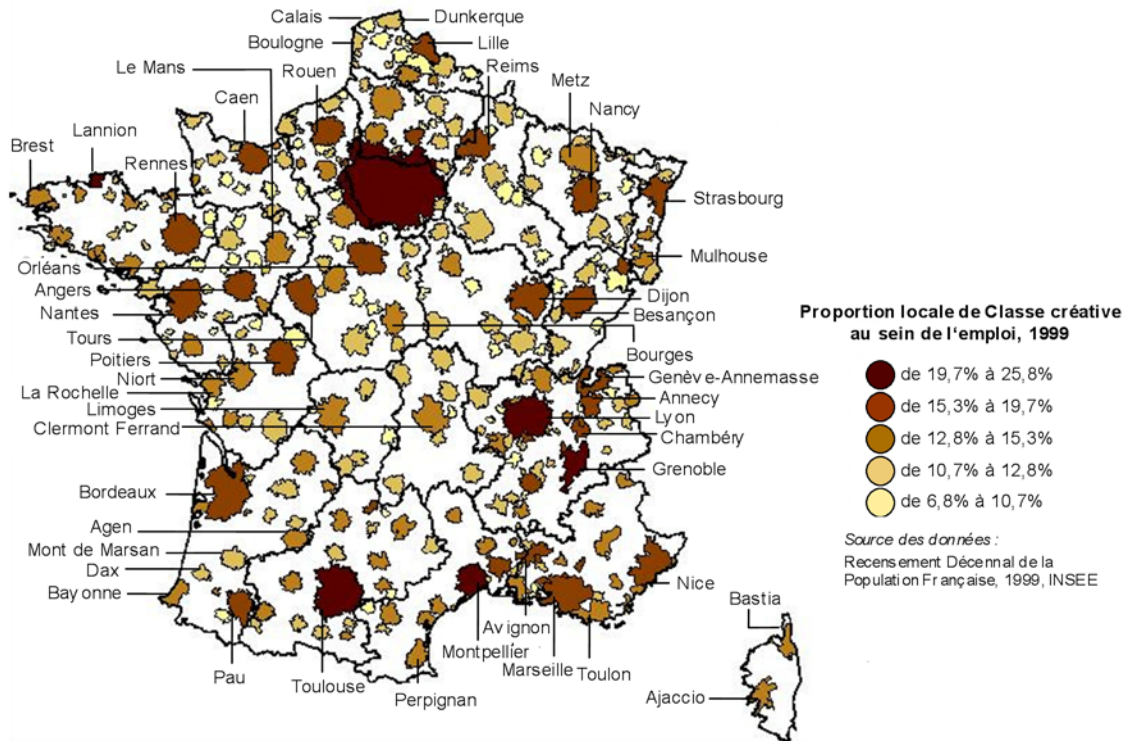 Calais
Dunkerque
Boulogne
Lille
Le Mans
Rouen
Reims
Metz
Caen
Nancy
Lannion
Brest
Rennes
Strasbourg
Mulhouse
Orléans
Angers
Nantes
Dijon
Besançon
Tours
Bourges
Poitiers
Niort
Genève-Annemasse
La Rochelle
Annecy
Limoges
Lyon
Clermont Ferrand
Chambéry
Grenoble
Bordeaux
Agen
Mont de Marsan
Dax
Bayonne
Nice
Bastia
Avignon
Montpellier
Marseille
Toulon
Pau
Toulouse
Perpignan
Ajaccio
Proportion locale de Classe créative
au sein de l'emploi, 1999
de 19,7% à 25,8%
de 15,3% à 19,7%
de 12,8% à 15,3%
de 10,7% à 12,8%
de 6,8% à 10,7%
Source des données :
Recensement Décennal de la
Population Française, 1999, INSEE